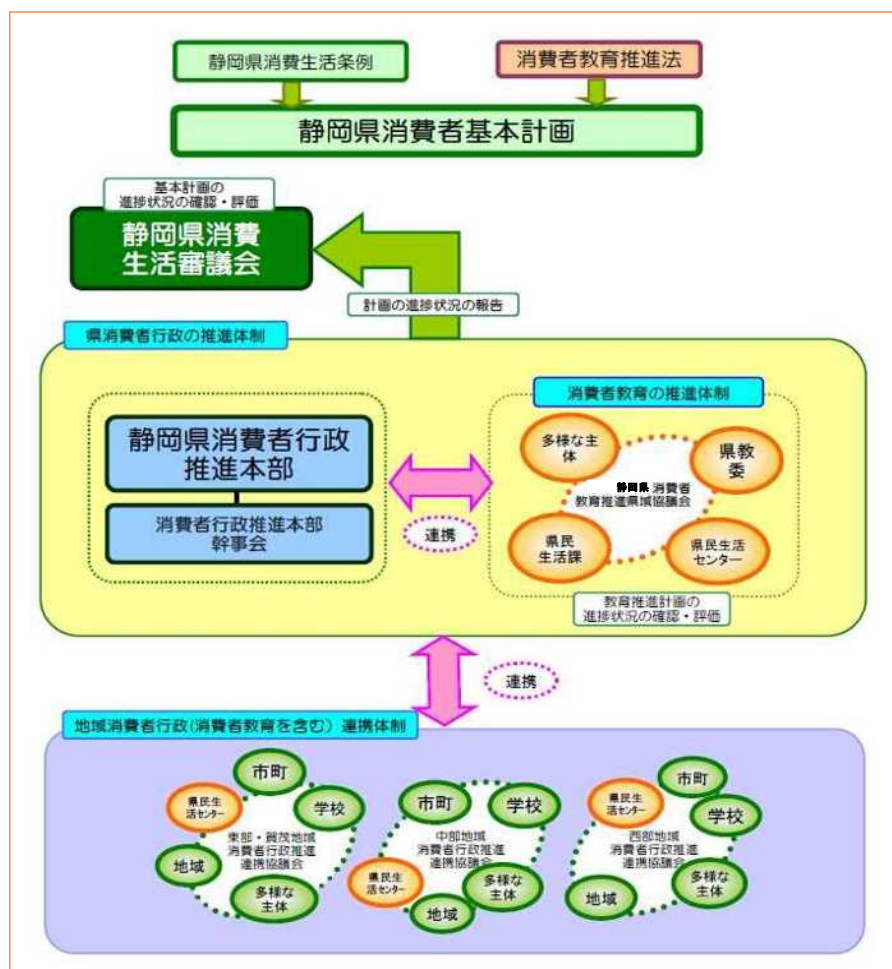 静岡県消費生活条例
消費者教育推進法
静岡県消費者基本計画
基本計画の
進捗状況の確認・評価
静岡県消費
生活審議会
計画の進捗状況の報告
県消費者行政の推進体制
静岡県消費者行政
推進本部
消費者行政推進本部
幹事会
連携
消費者教育の推進体制
多様な主
体
県教
委
静岡県 消費者
教育推進県域協議会
県民
生活課
県民生活
センター
教育推進計画の
進捗状況の確認・評価
連携
地域消費者行政(消費者教育を含む）連携体制
市町
県民生
活センター
学校
東部・賀茂地域
消費者行政推進
連携協議会
地域
多様な
主体
市町
学校
中部地域
消費者行政推進
連携協議会
県民生
活センター
多様な
主体
地域
市町
県民生
活センター
学校
西部地域
消費者行政推進
連携協議会
多様な
主体
地域